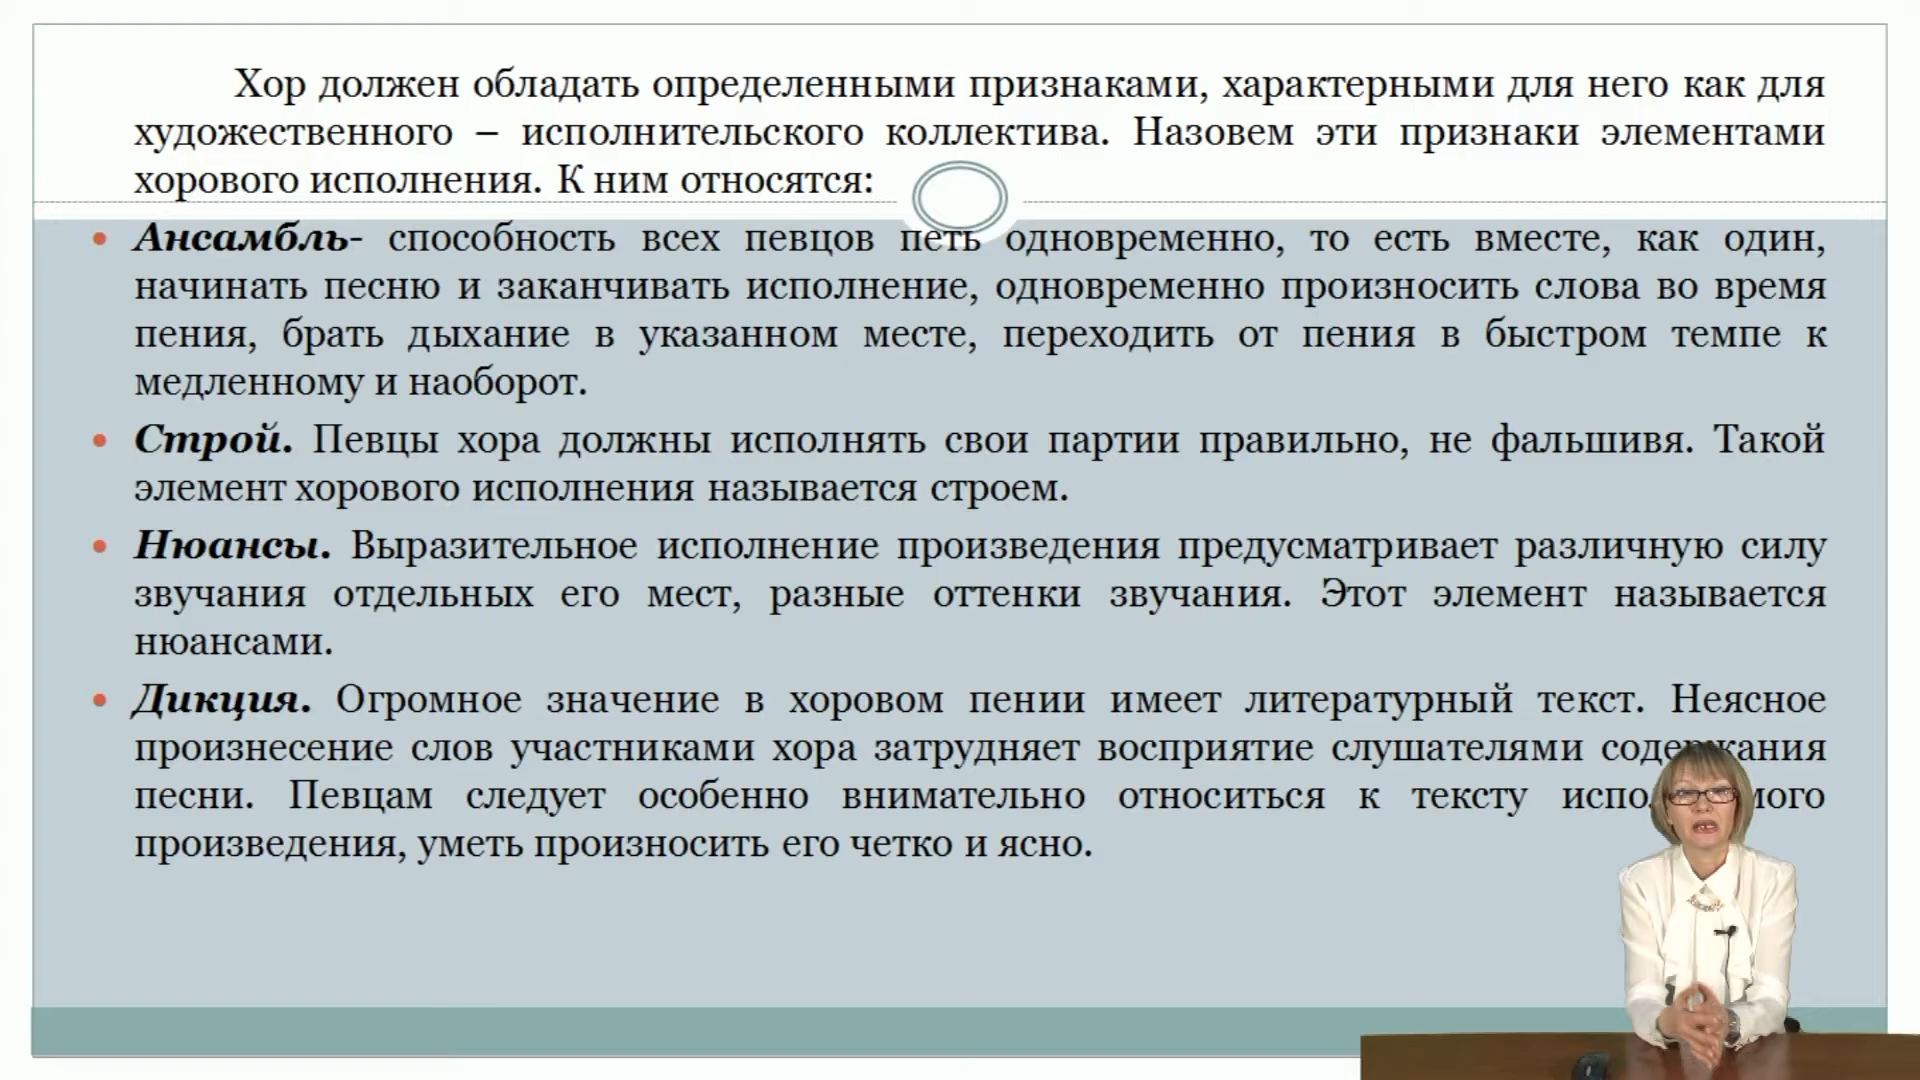 Хор должен обладать определенными признаками, характерными для него как для
художественного – исполнительского коллектива. Назовем эти признаки элементами
хорового исполнения. К ним относятся:
• Ансамбль- способность всех певцов петь одновременно, то есть вместе, как один,
начинать песню и заканчивать исполнение, одновременно произносить слова во время
пения, брать дыхание в указанном месте, переходить от пения в быстром темпе к
медленному и наоборот.
• Строй. Певцы хора должны исполнять свои партии правильно, не фальшивя. Такой
элемент хорового исполнения называется строем.
• Нюансы. Выразительное исполнение произведения предусматривает различную силу
звучания отдельных его мест, разные оттенки звучания. Этот элемент называется
нюансами.
• Дикция. Огромное значение в хоровом пении имеет литературный текст. Неясное
произнесение слов участниками хора затрудняет восприятие слушателями содержания
песни. Певцам следует особенно внимательно относиться к тексту
произведения, уметь произносить его четко и ясно.